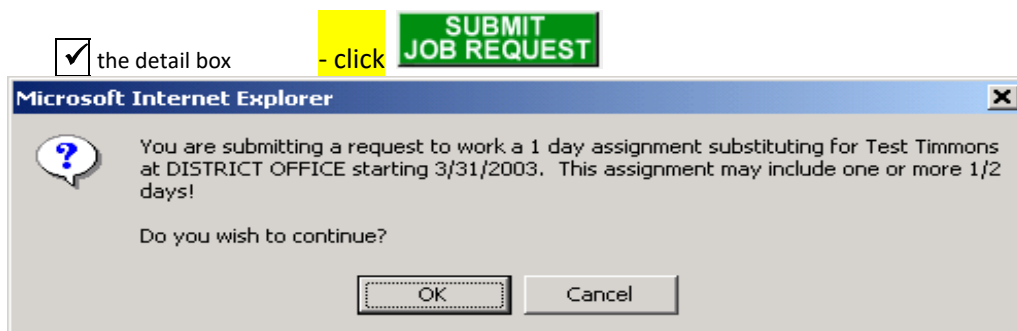 SUBMIT
✓ the detail box - click JOB REQUEST
Microsoft Internet Explorer
You are submitting a request to work a 1 day assignment substituting for Test Timmons
at DISTRICT OFFICE starting 3/31/2003. This assignment may include one or more 1/2
days!
Do you wish to continue?
OK Cancel